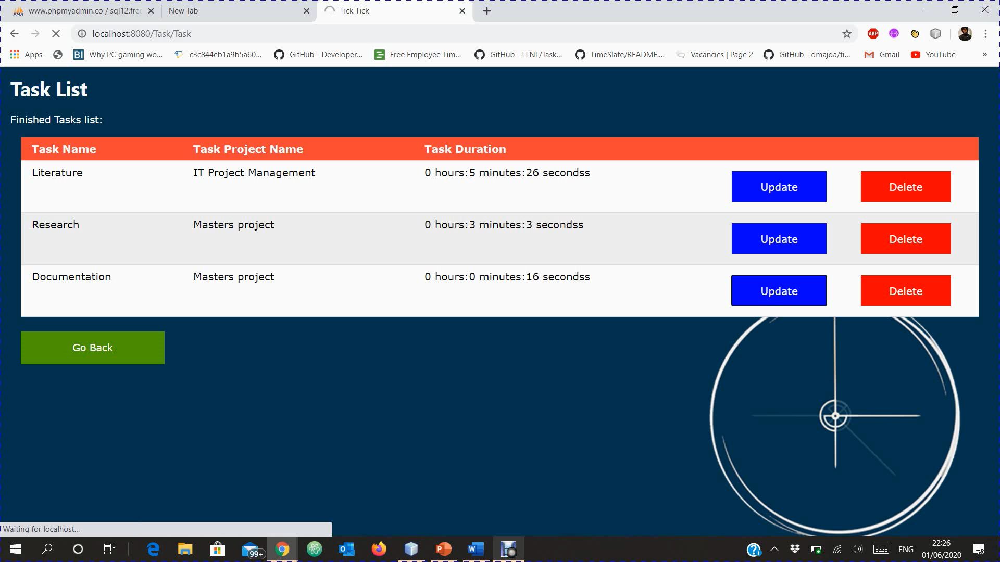 www.phpmyadmin.co / sql12.free
New Tab
Tick Tick
localhost:8080/Task/Task
ABP
Apps
BI Why PC gaming wo...
c3c844eb1a9b5a60...
GitHub - Developer...
Free Employee Tim...
GitHub - LLNL/Task...
TimeSlate/README....
Vacancies | Page 2
GitHub - dmajda/ti...
Gmail
YouTube
»
Task List
Finished Tasks list:
Task Name Task Project Name Task Duration
Literature IT Project Management 0 hours:5 minutes:26 secondss Update Delete
Research Masters project 0 hours:3 minutes:3 secondss Update Delete
Documentation Masters project 0 hours:0 minutes:16 secondss Update Delete
Go Back
Waiting for localhost...
99+
ENG
22:26
01/06/2020